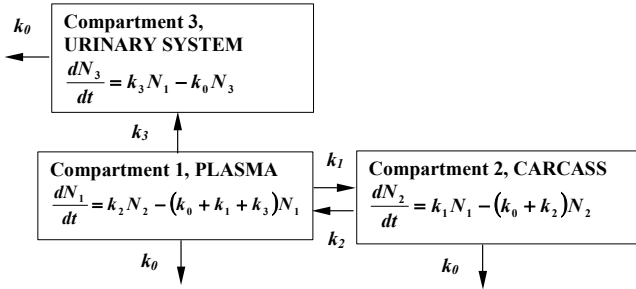 k₀
Compartment 3,
URINARY SYSTEM
dN₃/dt = k₃N₁ − k₀N₃
k₃
Compartment 1, PLASMA
dN₁/dt = k₂N₂ − (k₀ + k₁ + k₃)N₁
k₁
k₂
Compartment 2, CARCASS
dN₂/dt = k₁N₁ − (k₀ + k₂)N₂
k₀
k₀